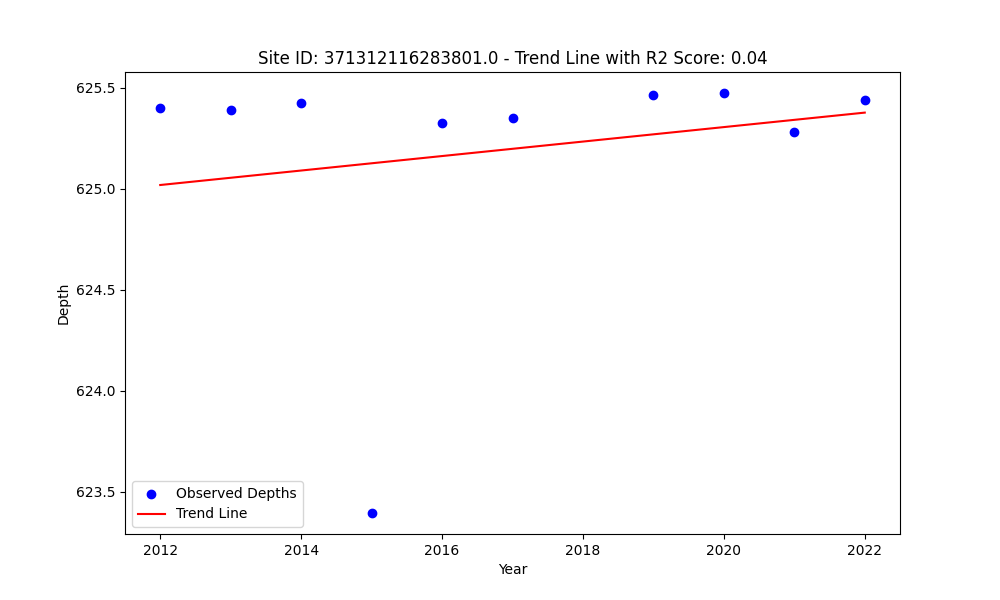 Site ID: 371312116283801.0 - Trend Line with R2 Score: 0.04
625.5
625.0
624.5
624.0
623.5
Depth
Observed Depths
Trend Line
2012
2014
2016
2018
2020
2022
Year